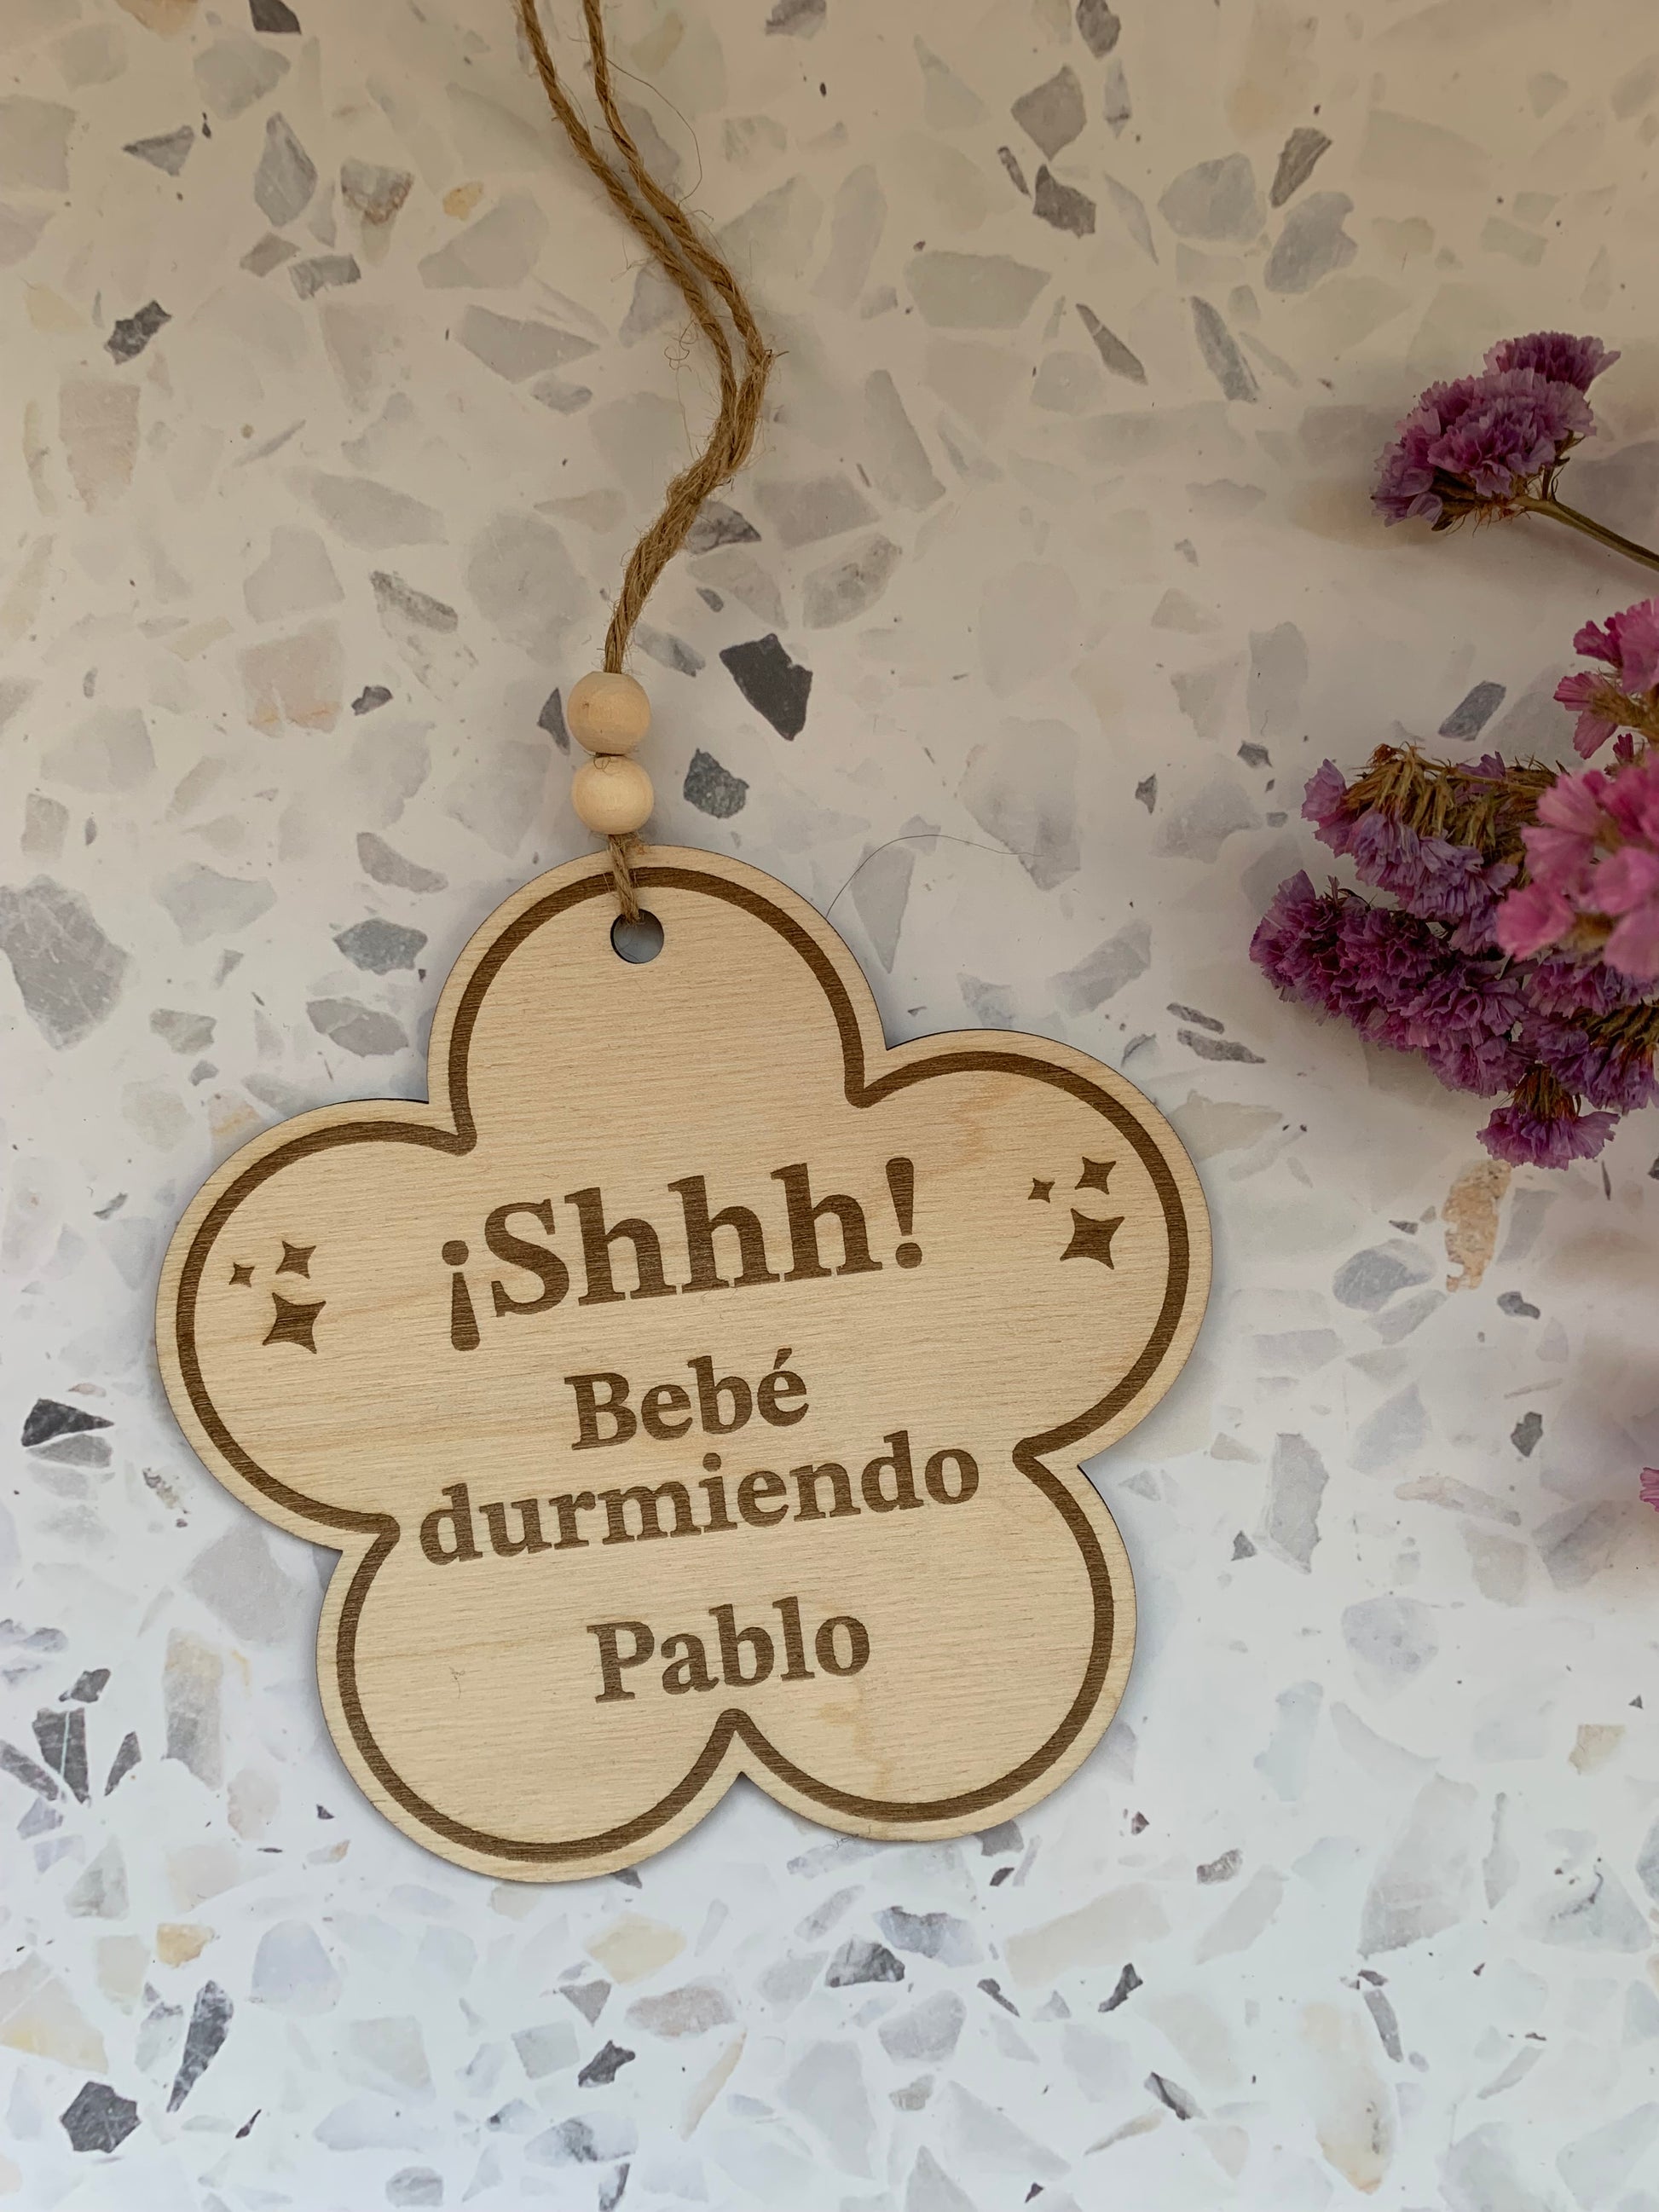 ¡Shhh!
Bebé
durmiendo
Pablo